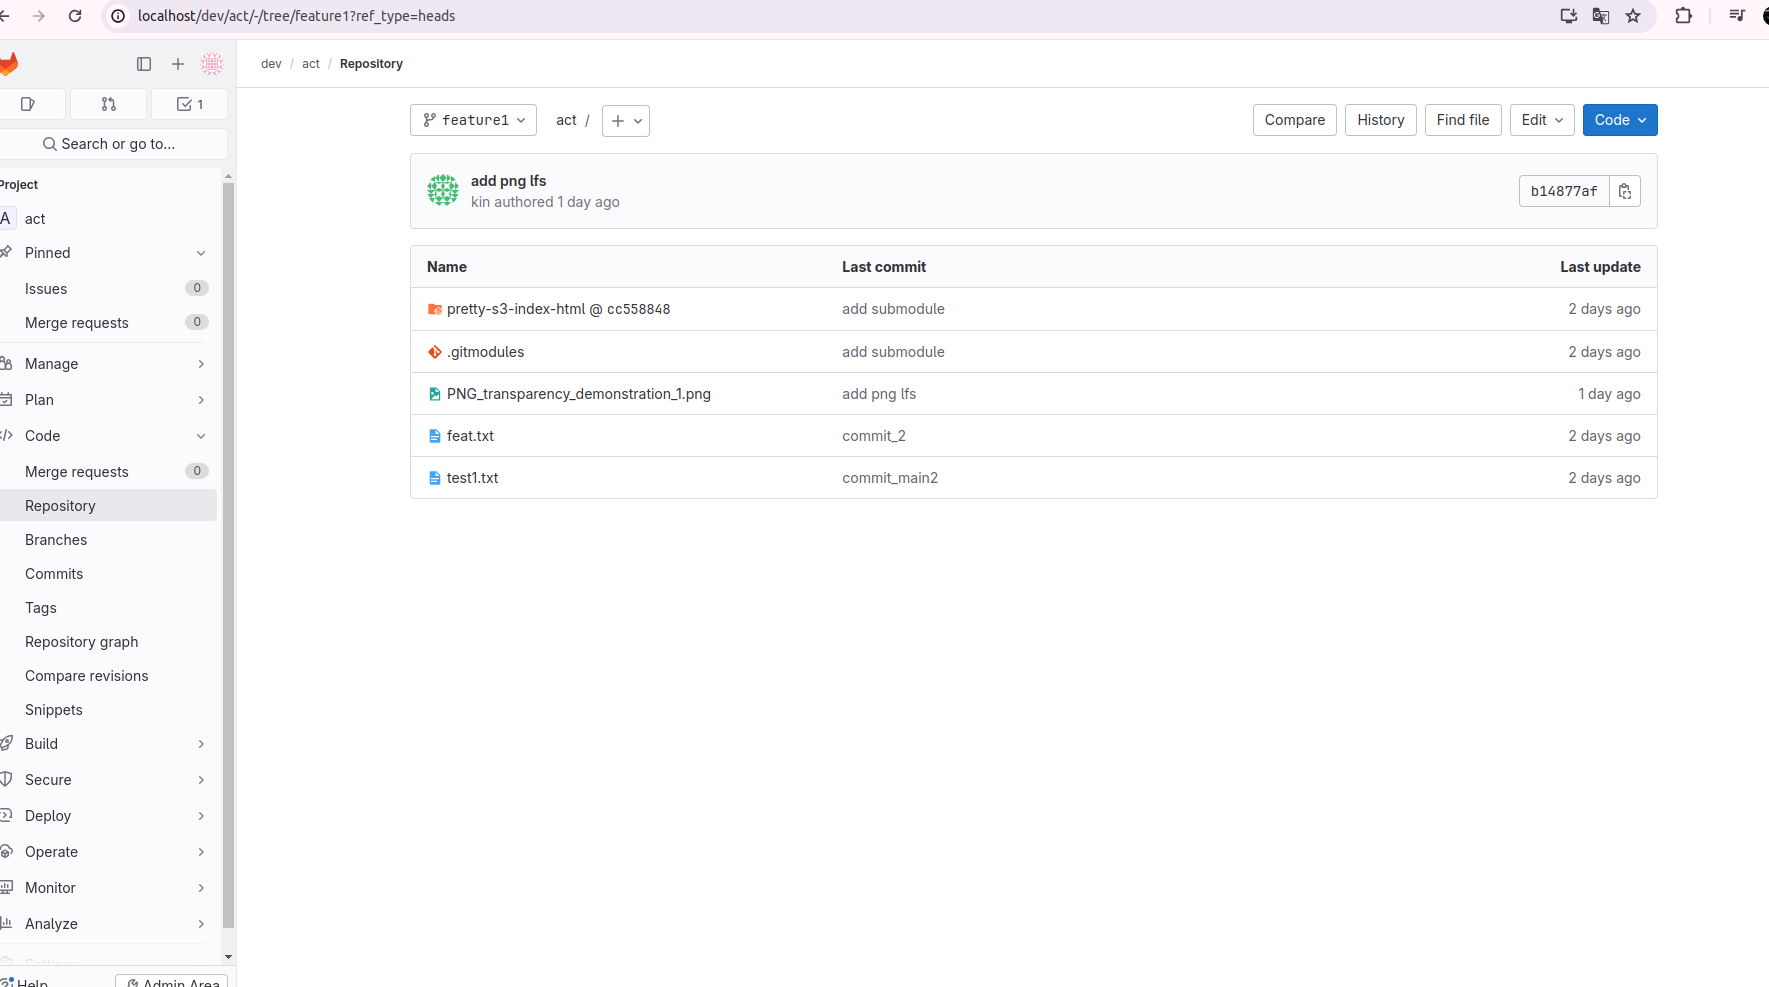 localhost/dev/act/-/tree/feature1?ref_type=heads
1
Search or go to...
Project
A act
Pinned
Issues 0
Merge requests 0
Manage
Plan
Code
Merge requests 0
Repository
Branches
Commits
Tags
Repository graph
Compare revisions
Snippets
Build
Secure
Deploy
Operate
Monitor
Analyze
Settings
Help
Admin Area
dev / act / Repository
feature1 act /
Compare History Find file Edit Code
add png lfs
kin authored 1 day ago
b14877af
Name Last commit Last update
pretty-s3-index-html @ cc558848 add submodule 2 days ago
.gitmodules add submodule 2 days ago
PNG_transparency_demonstration_1.png add png lfs 1 day ago
feat.txt commit_2 2 days ago
test1.txt commit_main2 2 days ago